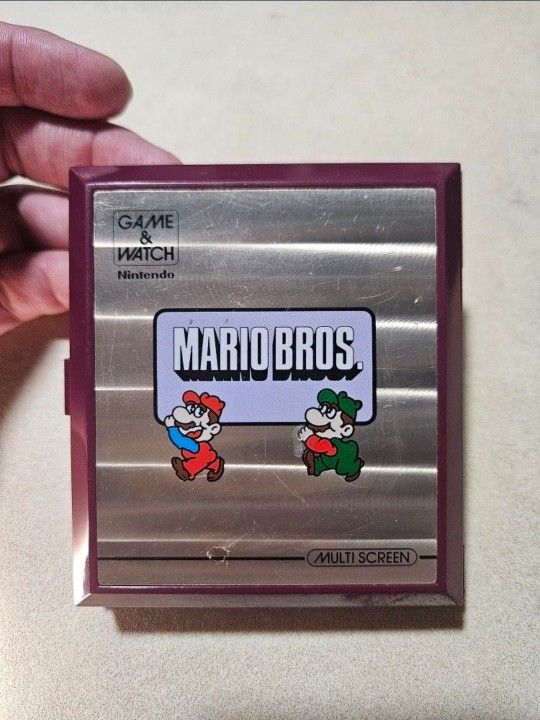 GAME
&
WATCH
Nintendo
MARIO BROS.
MULTI SCREEN